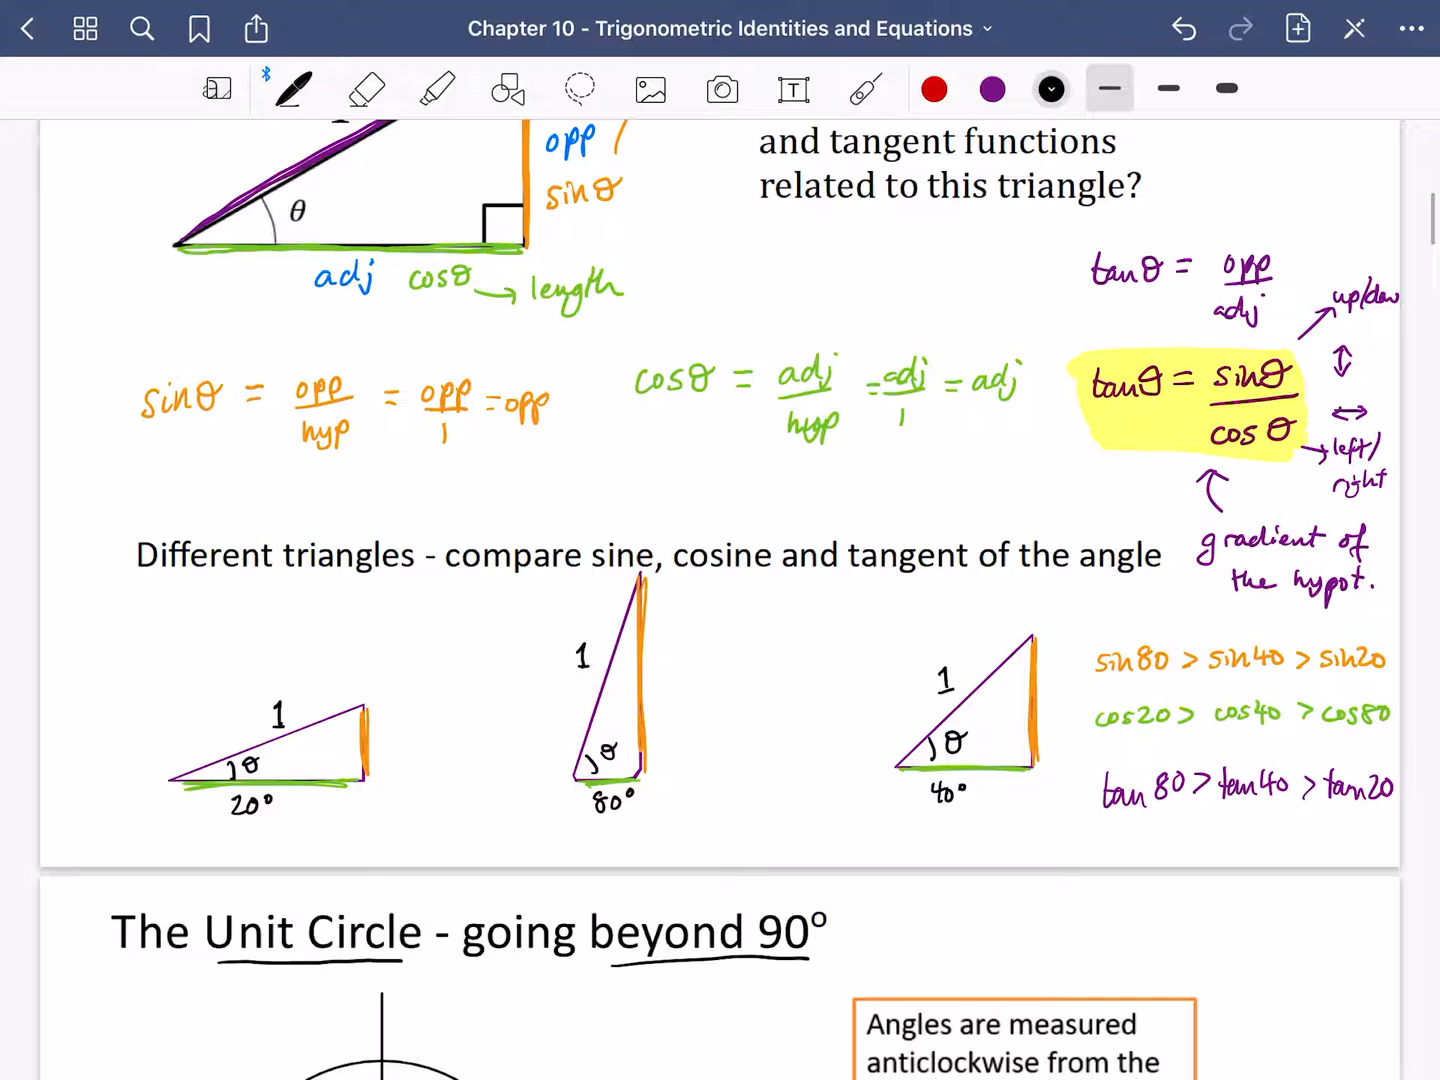 Chapter 10 - Trigonometric Identities and Equations
opp
sinθ
θ
adj cosθ → length
and tangent functions
related to this triangle?
tanθ = opp/adj
up/down
sinθ = opp/hyp = opp/1 = opp
cosθ = adj/hyp = adj/1 = adj
tanθ = sinθ/cosθ
left/
right
gradient of
the hypot.
Different triangles - compare sine, cosine and tangent of the angle
1
θ
20°
1
θ
80°
1
θ
40°
sin80 > sin40 > sin20
cos20 > cos40 > cos80
tan80 > tan40 > tan20
The Unit Circle - going beyond 90°
Angles are measured
anticlockwise from the